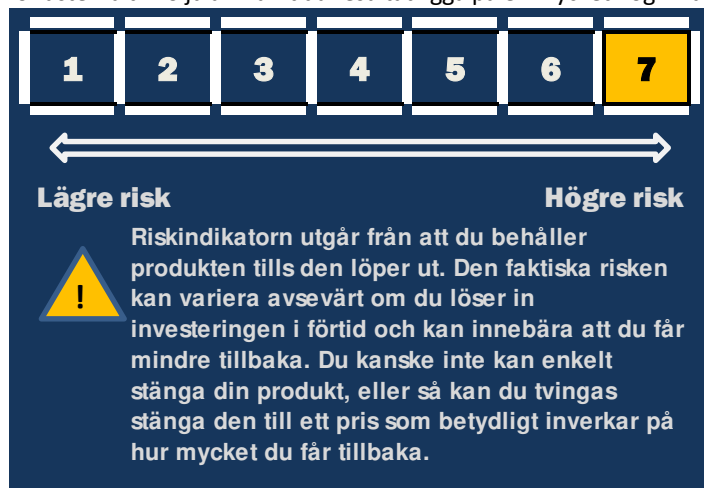 1 2 3 4 5 6 7
Lägre risk Högre risk
Riskindikatorn utgår från att du behåller
produkten tills den löper ut. Den faktiska risken
! kan variera avsevärt om du löser in
investeringen i förtid och kan innebära att du får
mindre tillbaka. Du kanske inte kan enkelt
stänga din produkt, eller så kan du tvingas
stänga den till ett pris som betydligt inverkar på
hur mycket du får tillbaka.